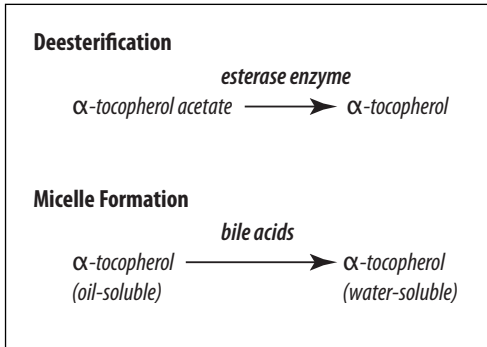 Deesterification
esterase enzyme
α-tocopherol acetate α-tocopherol
Micelle Formation
bile acids
α-tocopherol α-tocopherol
(oil-soluble) (water-soluble)